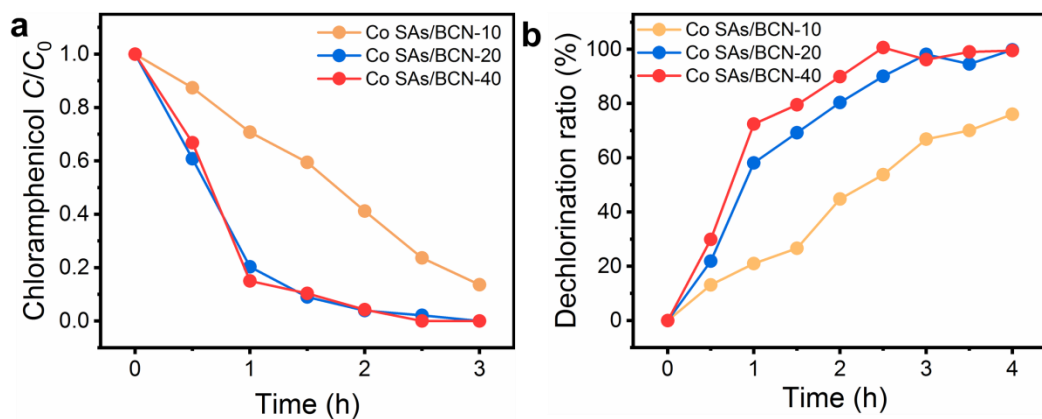 a
Chloramphenicol C/C0
1.0
0.8
0.6
0.4
0.2
0.0
Co SAs/BCN-10
Co SAs/BCN-20
Co SAs/BCN-40
0 1 2 3
Time (h)
b
Dechlorination ratio (%)
100
80
60
40
20
0
Co SAs/BCN-10
Co SAs/BCN-20
Co SAs/BCN-40
0 1 2 3 4
Time (h)